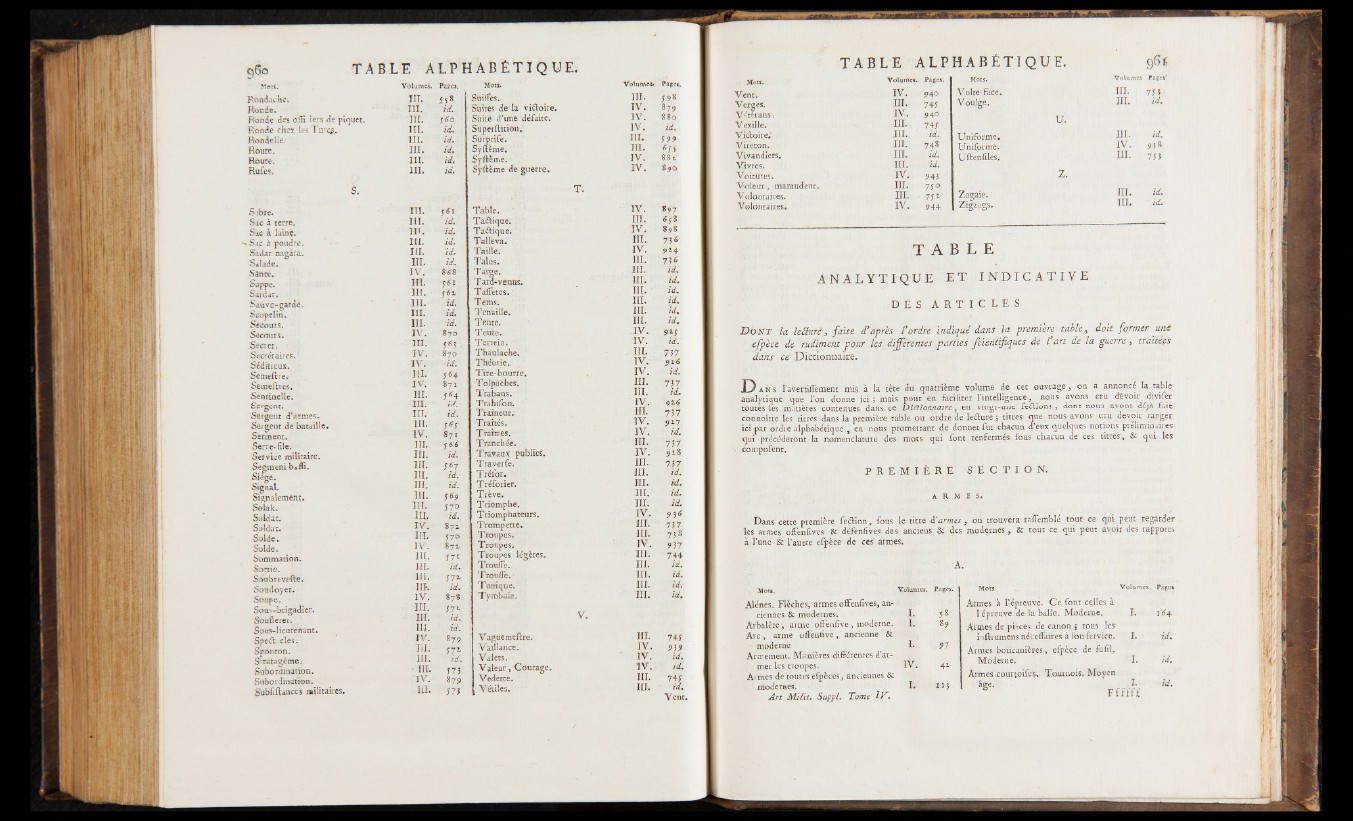 960 TABLE ALPHABÉTIQUE.
Mots. Volumes. Pages.
Rondache. III. 558
Ronde. III. id.
Ronde des offi iers de piquet. III. 560
Ronde chez les Turcs. III. id.
Rondelle. III. id.
Route. III. id.
Route. III. id.
Ruses. III. id.
S.
Sabre. III. 561
Sac à terre. III. id.
Sac à laine. III. id.
Sac à poudre. III. id.
Sadar nagara. III. id.
Salade. III. id.
Santé. IV. 868
Sappe. III. 561
Sardar. III. 562
Sauve-garde. III. id.
Scopetin. III. id.
Secours. III. id.
Secours. IV. 870
Secret. III. 563
Secrétaires. IV. 870
Séditieux. IV. id.
Semestre. III. 564
Semestres. IV. 871
Sentinelle. III. 564
Sergent. III. id.
Sergent d'armes. III. id.
Sergent de bataille. III. 565
Serment. IV. 871
Serre-file. III. 566
Service militaire. III. id.
Segmeni bassi. III. 567
Siège. III. id.
Signal. III. id.
Signalement. III. 569
Solak. III. 570
Soldat. III. id.
Soldat. IV. 872
Solde. III. 570
Solde. IV. 872
Sommation. III. 571
Sortie. III. id.
Soubreveste. III. 572
Soudoyer. III. id.
Soupe. IV. 878
Sous-brigadier. III. 572
Soufleter. III. id.
Sous-lieutenant. III. id.
Spect cles. IV. 879
Sponton. III. 572
Stratagème. III. id.
Subordination. III. 573
Subordination. IV. 879
Subsistances militaires. III. 573
Mots. Volumes. Pages.
Suisses. III. 598
Suites de la victoire. IV. 879
Suite d'une défaite. IV. 880
Superstition. IV. id.
Surprise. III. 599
Système. III. 655
Système. IV. 881
Système de guerre. IV. 890
T.
Table. IV. 897
Tactique. III. 658
Tactique. IV. 898
Talleva. III. 736
Taille. IV. 924
Tales. III. 736
Targe. III. id.
Tard-venus. III. id.
Tassettes. III. id.
Tems. III. id.
Tenaille. III. id.
Tente. III. id.
Tente. IV. 925
Terrein. IV. id.
Thaulache. III. 737
Théorie. IV. 926
Tire-bourre. IV. id.
Tolpaches. III. 737
Trabans. III. id.
Trahison. IV. 926
Traineur. III. 737
Traités. IV. 927
Traîtres. IV. id.
Tranchée. III. 737
Travaux publics. IV. 928
Traverse. III. 737
Trésor. III. id.
Trésorier. III. id.
Trève. III. id.
Triomphe. III. id.
Triomphateurs. IV. 936
Trompette. III. 737
Troupes. III. 738
Troupes. IV. 937
Troupes légères. III. 744
Trousse. III. id.
Trousse. III. id.
Tunique. III. id.
Tymbale. III. id.
V.
Vaguemestre. III. 745
Vaillance. IV. 939
Valets. IV. id.
Valeur, Courage. IV. id.
Vedette. III. 745
Vétiles. III. id.
Vent.
TABLE ALPHABÉTIQUE. 961
Mots. Volumes. Pages.
Vent. IV. 940
Verges. III. 745
Vétérans. IV. 940
Vexille. III. 745
Victoire. III. id.
Vireton. III. 748
Vivandiers. III. id.
Vivres. III. id.
Voitures. IV. 943
Voleur, maraudeur. III. 750
Volontaires. III. 752
Volontaires. IV. 944
Mots. Volumes Pages
Volte-face. III. 753
Voulge. III. id.
U.
Uniforme. III. id.
Uniforme. IV. 958
Ustensiles. III. 753
Z.
Zagaie. III. id.
Zigzags. III. id.
TABLE
ANALYTIQUE ET INDICATIVE
DES ARTICLES
DONT la lecture, faite d'après l'ordre indiqué dans la première table, doit former une
espèce de rudiment pour les différentes parties scientifiques de l'art de la guerre, traitées
dans ce Dictionnaire.
DANS l'avertissement mis à la tête du quatrième volume de cet ouvrage, on a annoncé la table
analytique que l'on donne ici; mais pour en faciliter l'intelligence, nous avons cru devoir diviser
toutes les matières contenues dans ce Dictionnaire, en vingt-une sections, dont nous avons déjà fait
connoître les titres dans la première table ou ordre de lecture; titres que nous avons cru devoir ranger
ici par ordre alphabétique, en nous promettant de donner sur chacun d'eux quelques notions préliminaires
qui précéderont la nomenclature des mots qui sont renfermés sous chacun de ces titres, & qui les
composent.
PREMIÈRE SECTION.
ARMES.
Dans cette première section, sous le titre d'armes, on trouvera rassemblé tout ce qui peut regarder
les armes offensives & défensives des anciens & des modernes, & tout ce qui peut avoir des rapports
à l'une & l'autre espèce de ces armes.
A.
Mots. Volumes. Pages.
Alênes. Flèches, armes offensives, an-
ciennes & modernes. I. 58
Arbalète, arme offensive, moderne. I. 89
Arc, arme offensive, ancienne &
moderne I. 97
Armement. Manières différentes d'ar-
mer les troupes. IV. 42
Armes de toutes espèces, anciennes &
modernes. I. 113
Art Milit. Suppl. Tome IV.
Mots Volumes. Pages
Armes à l'épreuve. Ce sont celles à
l'épreuve de la balle. Moderne. I. 164
Armes de pièces de canon; tous les
instrumens nécessaires à son service. I. id.
Armes boucanières, espèce de fusil.
Moderne. I. id.
Armes courtoises. Tournois. Moyen
âge. I. id.
Ffffff